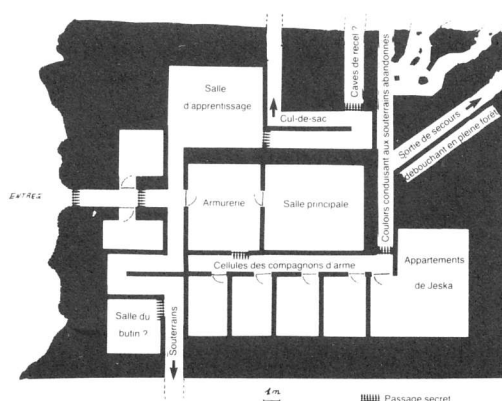 Salle
d'apprentissage
Caves de recel ?
Cul-de-sac
Couloirs conduisant aux souterrains abandonnés
Sortie de secours
débouchant en pleine forêt
ENTREE
Armurerie
Salle principale
Cellules des compagnons d'arme
Appartements
de Jeska
Salle du
butin ?
Souterrains
1m
Passage secret